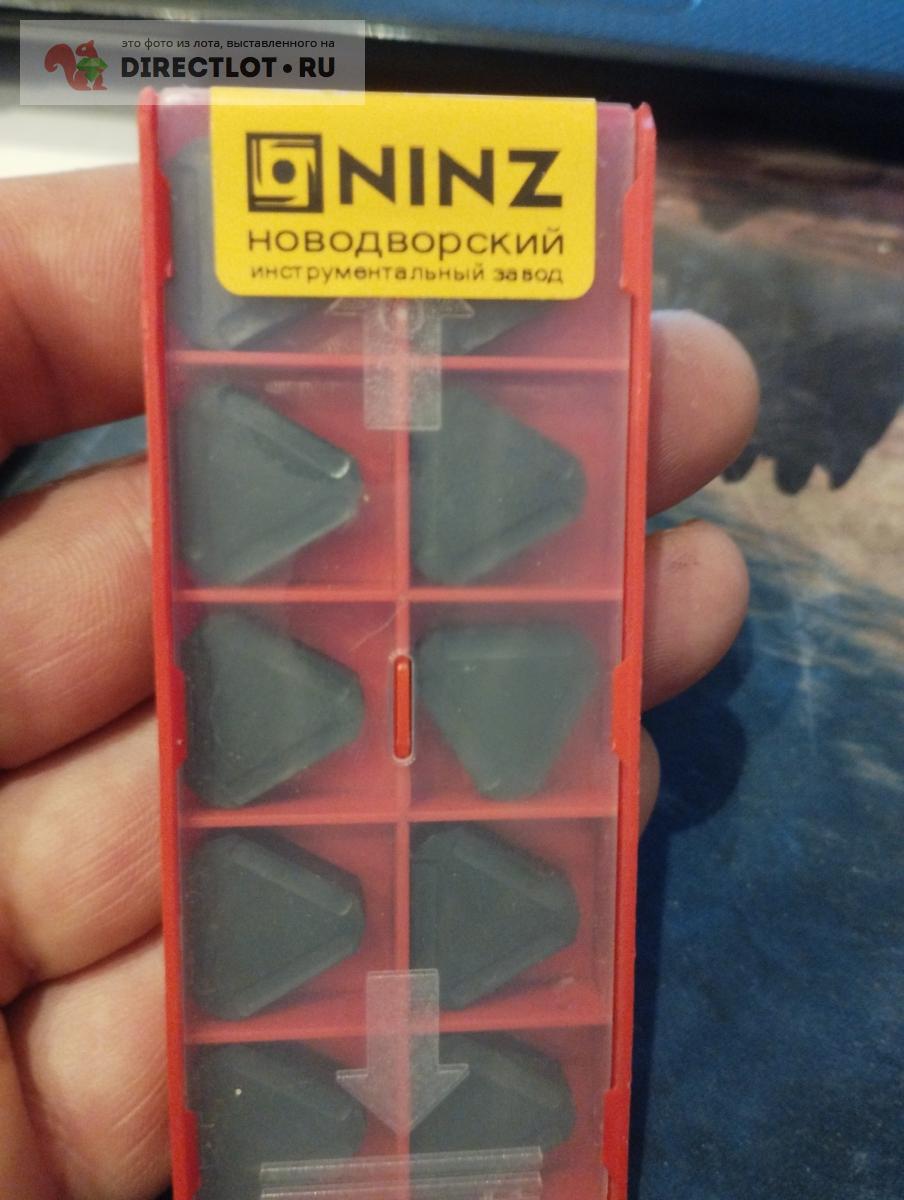 это фото из лота, выставленного на
DIRECTLOT•RU
NINZ
новодворский
инструментальный завод